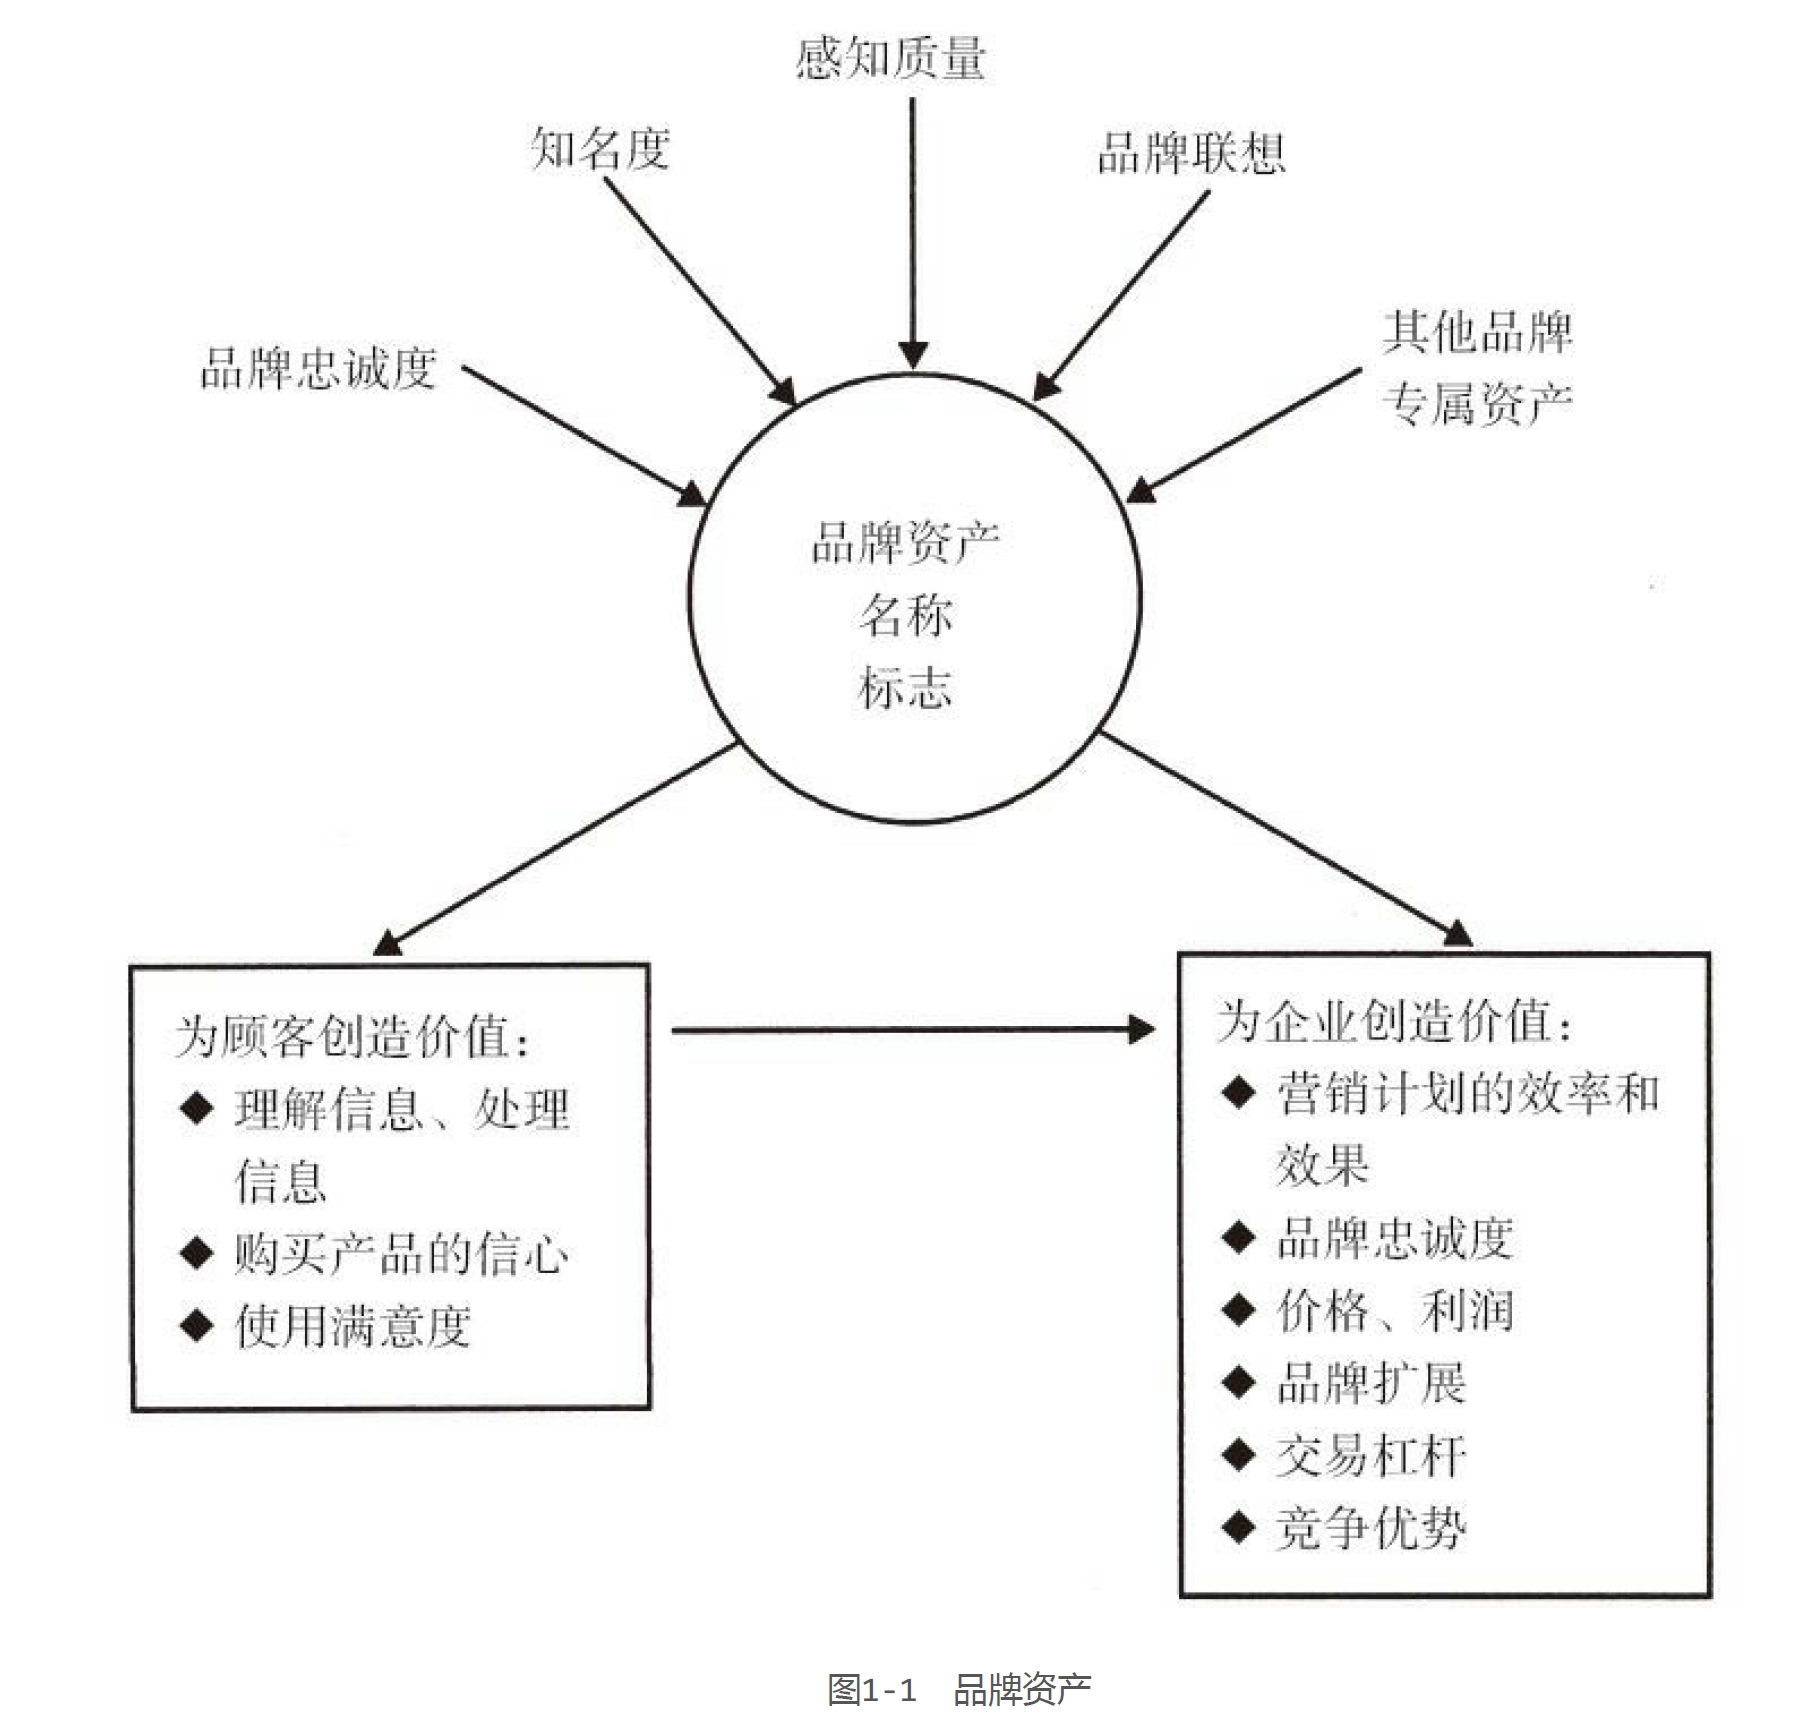 感知质量
知名度
品牌联想
其他品牌
专属资产
品牌忠诚度
品牌资产
名称
标志
为顾客创造价值：
◆ 理解信息、处理
信息
◆ 购买产品的信心
◆ 使用满意度
为企业创造价值：
◆ 营销计划的效率和
效果
◆ 品牌忠诚度
◆ 价格、利润
◆ 品牌扩展
◆ 交易杠杆
◆ 竞争优势
图1-1 品牌资产